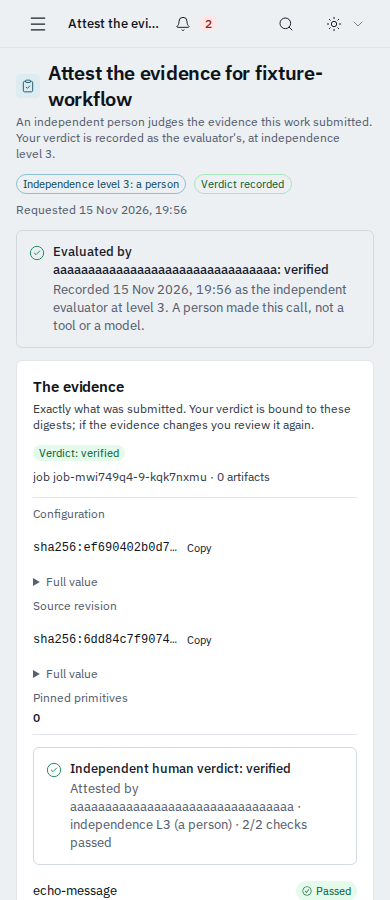 Attest the evi...
2
Attest the evidence for fixture-
workflow
An independent person judges the evidence this work submitted.
Your verdict is recorded as the evaluator's, at independence
level 3.
Independence level 3: a person
Verdict recorded
Requested 15 Nov 2026, 19:56
Evaluated by
aaaaaaaaaaaaaaaaaaaaaaaaaaaaaaaa: verified
Recorded 15 Nov 2026, 19:56 as the independent
evaluator at level 3. A person made this call, not a
tool or a model.
The evidence
Exactly what was submitted. Your verdict is bound to these
digests; if the evidence changes you review it again.
Verdict: verified
job job-mwi749q4-9-kqk7nxmu · 0 artifacts
Configuration
sha256:ef690402b0d7… Copy
Full value
Source revision
sha256:6dd84c7f9074… Copy
Full value
Pinned primitives
0
Independent human verdict: verified
Attested by
aaaaaaaaaaaaaaaaaaaaaaaaaaaaaaaa ·
independence L3 (a person) · 2/2 checks
passed
echo-message
Passed